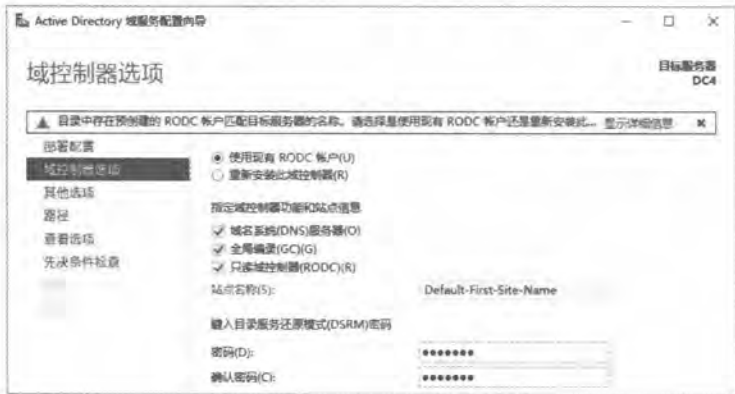 Active Directory 域服务配置向导
域控制器选项
目标服务器
DC4
目录中存在预创建的 RODC 帐户匹配目标服务器的名称。请选择是使用现有 RODC 帐户还是重新安装此... 显示详细信息
部署配置
域控制器选项
其他选项
路径
查看选项
先决条件检查
使用现有 RODC 帐户(U)
重新安装此域控制器(R)
指定域控制器功能和站点信息
域名系统(DNS)服务器(O)
全局编录(GC)(G)
只读域控制器(RODC)(R)
站点名称(S): Default-First-Site-Name
键入目录服务还原模式(DSRM)密码
密码(D): ●●●●●●●
确认密码(C): ●●●●●●●